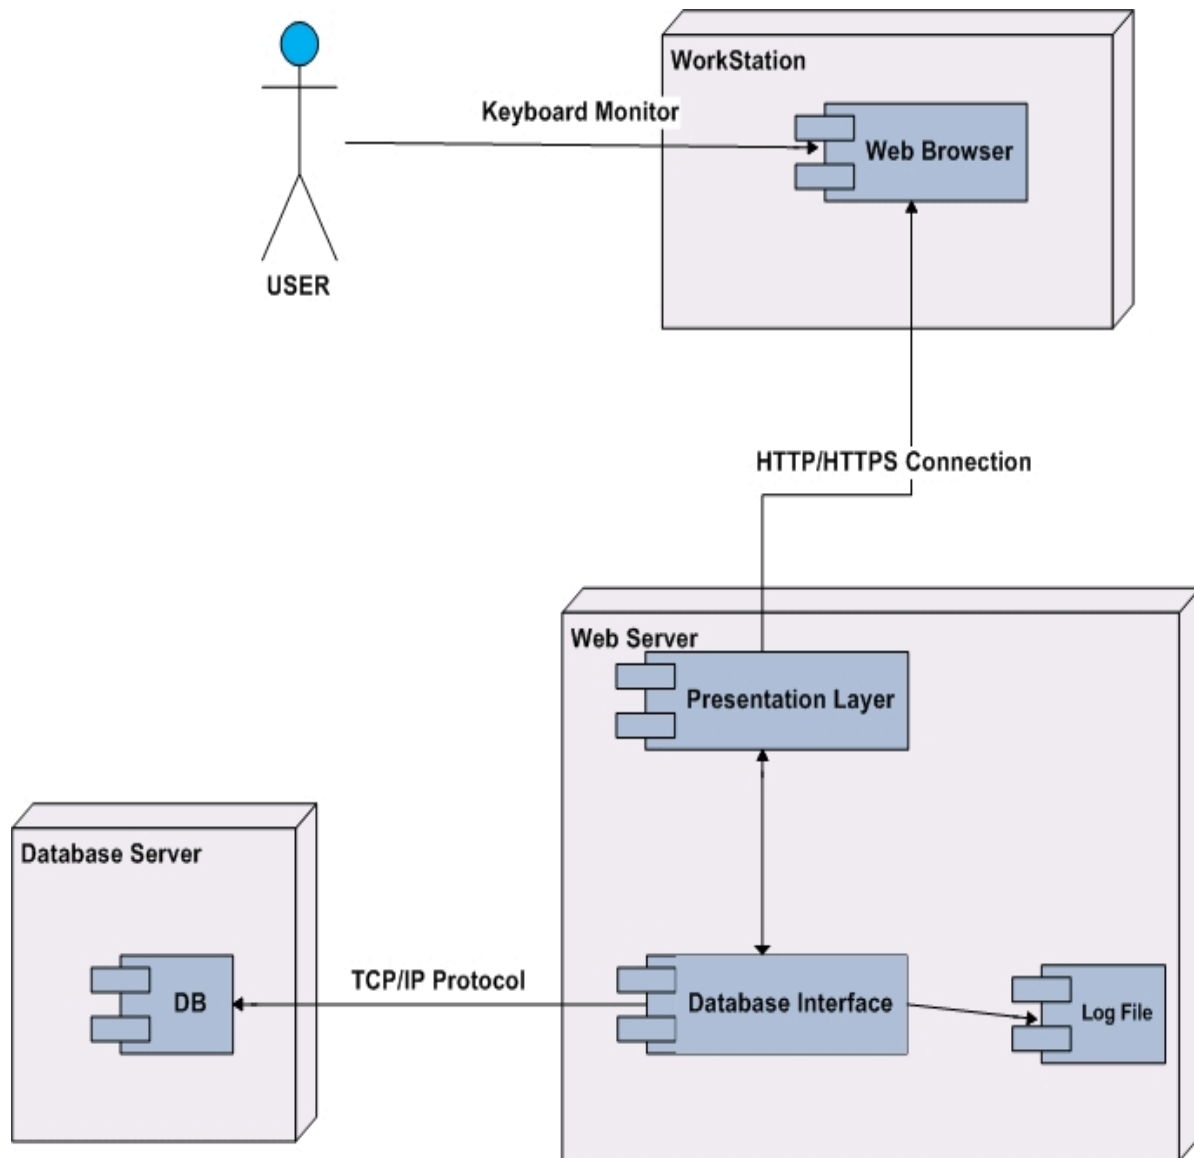 WorkStation
Keyboard Monitor
Web Browser
USER
HTTP/HTTPS Connection
Web Server
Presentation Layer
Database Server
TCP/IP Protocol
DB
Database Interface
Log File